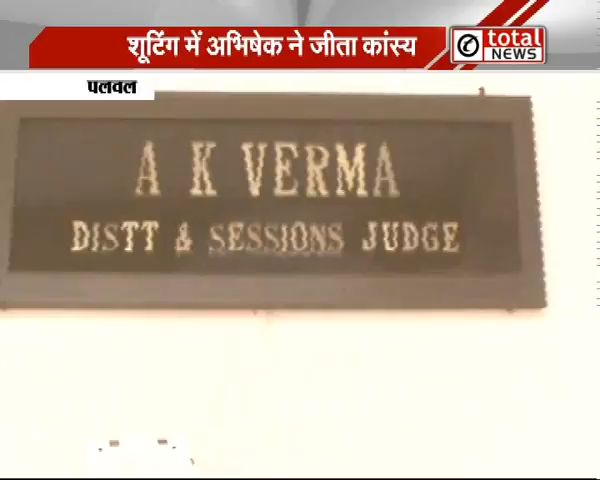 शूटिंग में अभिषेक ने जीता कांस्य
total
NEWS
पलवल
A K VERMA
DISTT & SESSIONS JUDGE